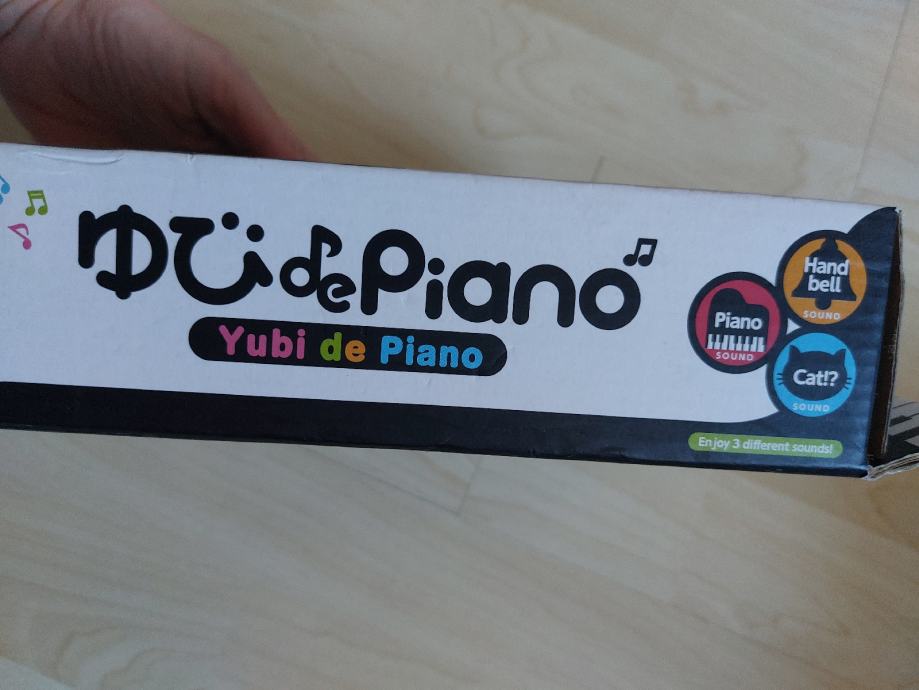 ゆびdePiano
Yubi de Piano
Piano
SOUND
Hand
bell
SOUND
Cat!?
SOUND
Enjoy 3 different sounds!